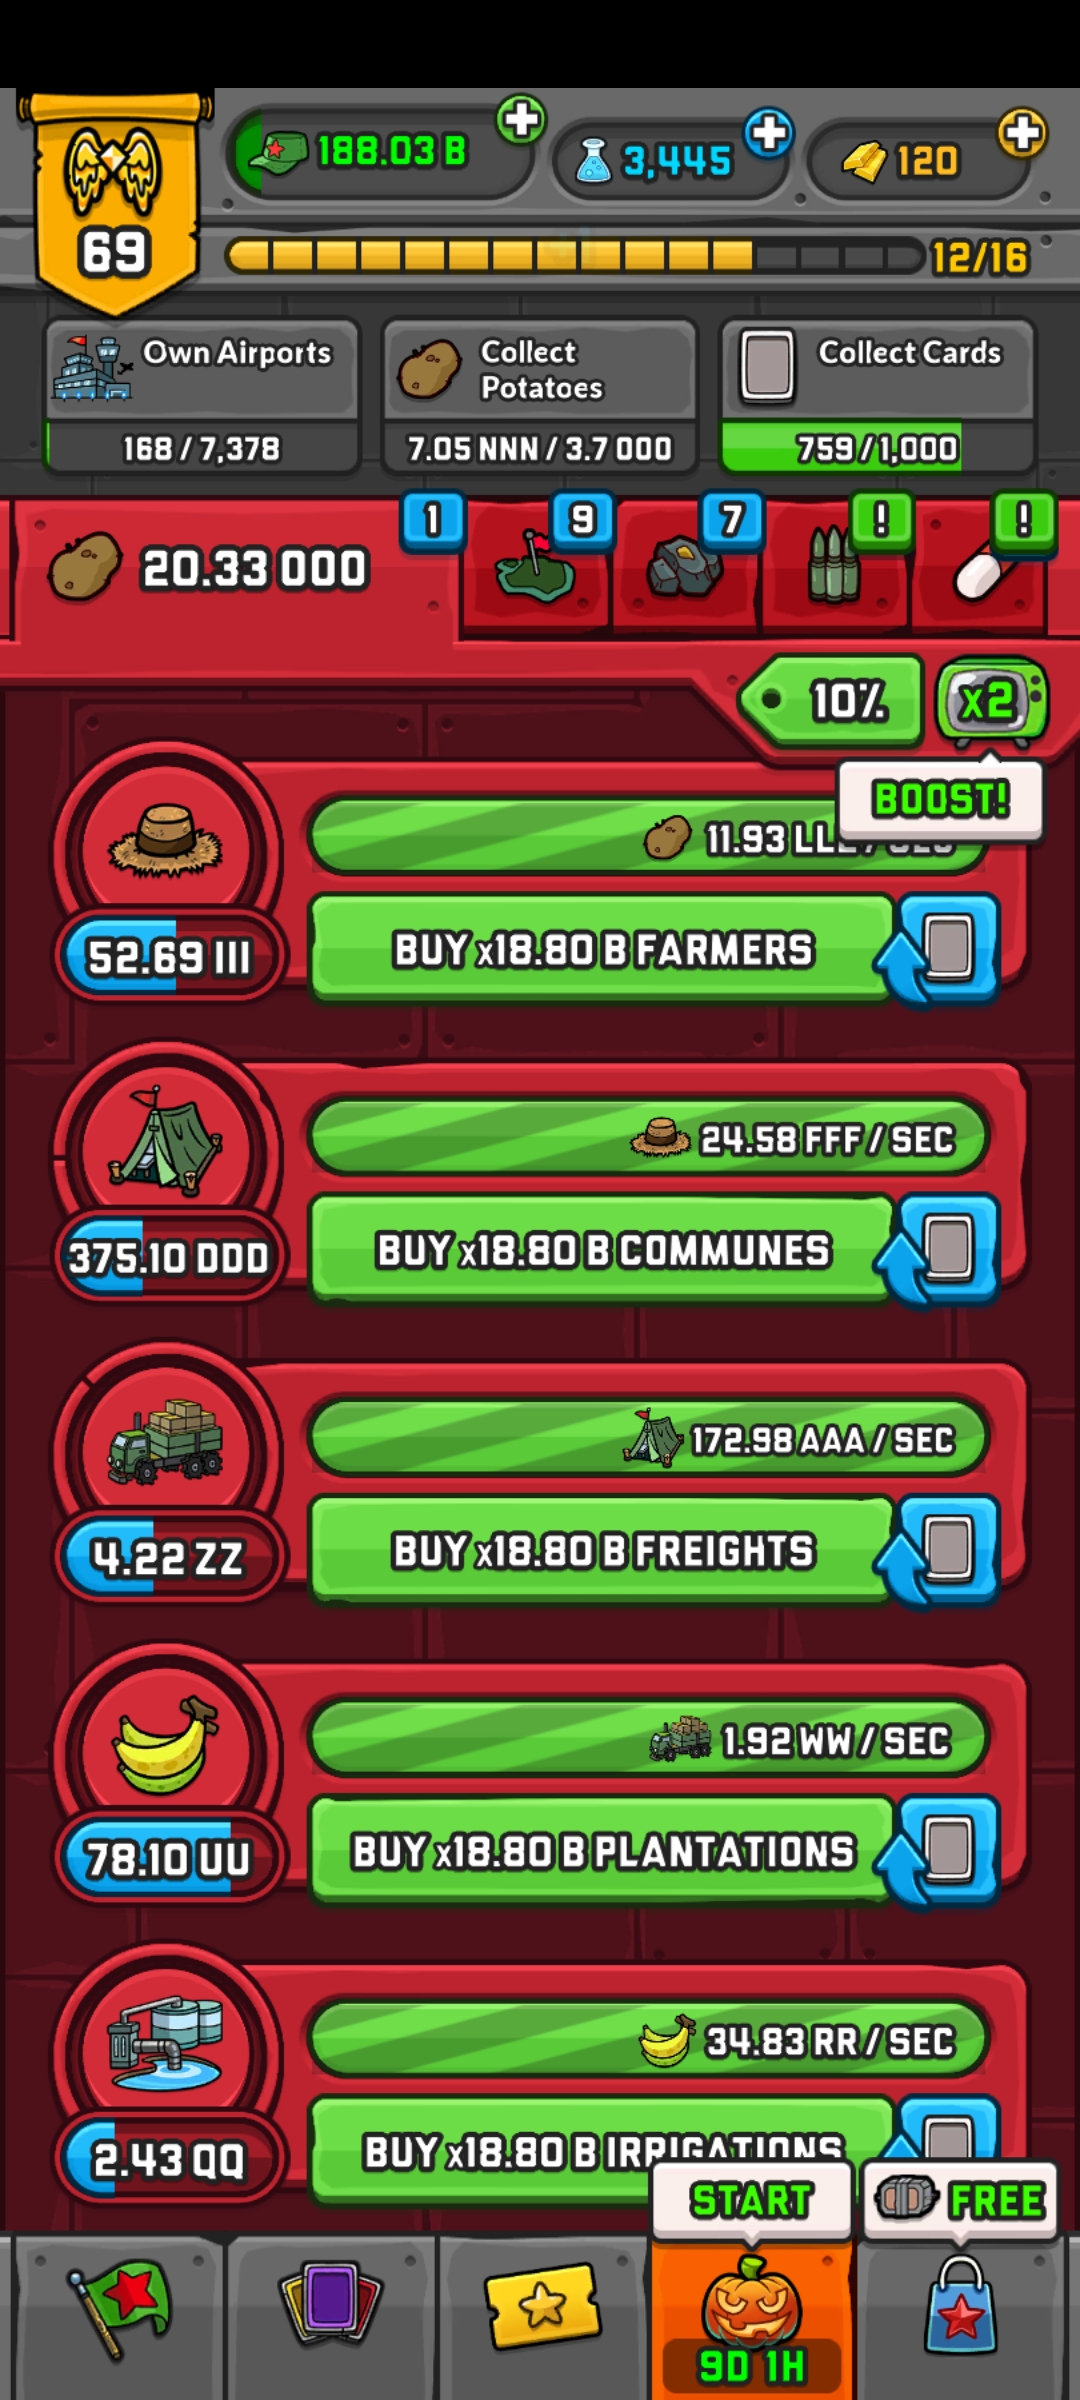 188.03 B
3,445
120
69
12/16
Own Airports
168 / 7,378
Collect
Potatoes
7.05 NNN / 3.7 OOO
Collect Cards
759 / 1,000
20.33 OOO
1
9
7
!
!
10%
x2
BOOST!
11.93
52.69 III
BUY x18.80 B FARMERS
24.58 FFF / SEC
375.10 DDD
BUY x18.80 B COMMUNES
172.98 AAA / SEC
4.22 ZZ
BUY x18.80 B FREIGHTS
1.92 WW / SEC
78.10 UU
BUY x18.80 B PLANTATIONS
34.83 RR / SEC
2.43 QQ
BUY x18.80 B IRRIGATIONS
START
FREE
9D 1H